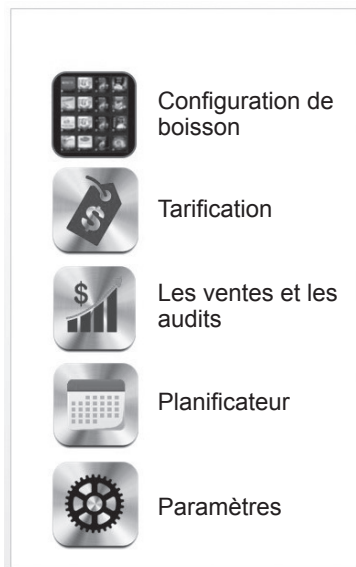 Configuration de
boisson
Tarification
$
Les ventes et les
audits
$
Planificateur
Paramètres